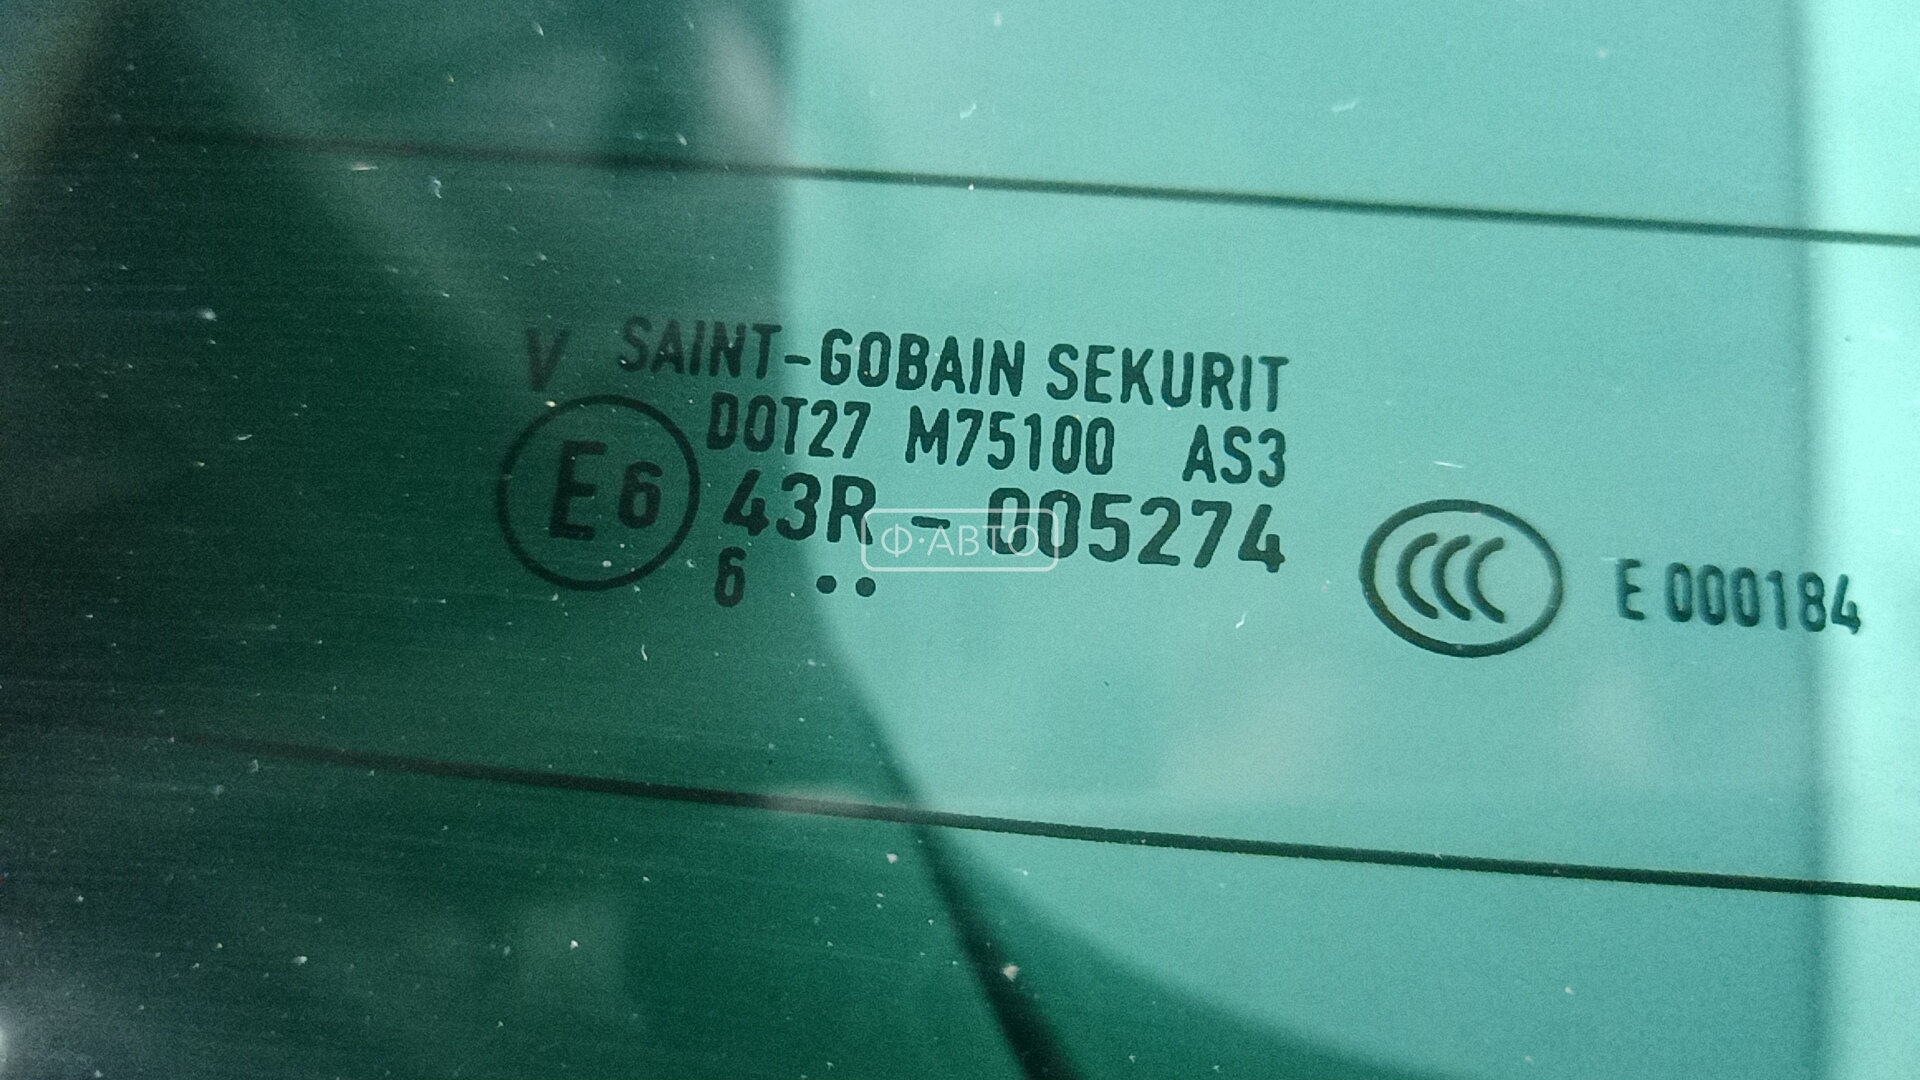 V SAINT-GOBAIN SEKURIT
DOT27 M75100 AS3
E6 43R - 005274
Ф·АВТО
6 ••
CCC E 000184